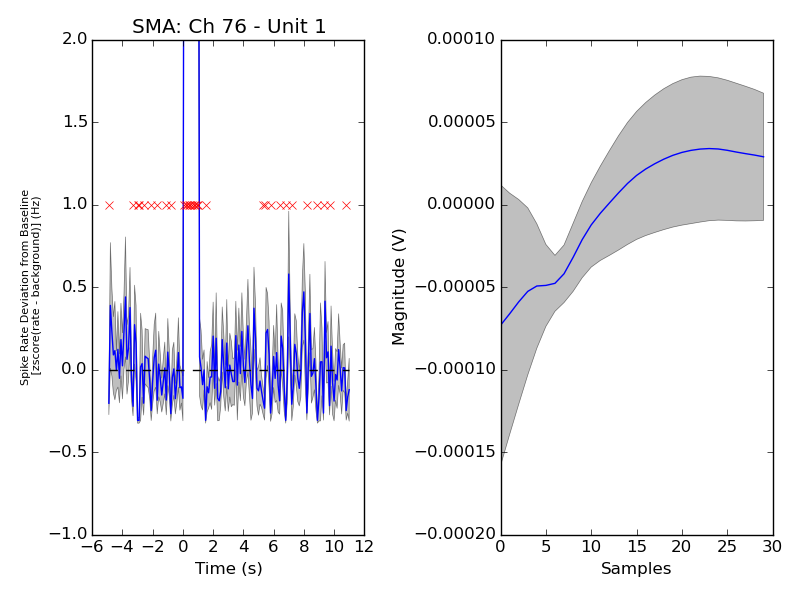 SMA: Ch 76 - Unit 1
Spike Rate Deviation from Baseline
[zscore(rate - background)] (Hz)
2.0
1.5
1.0
0.5
0.0
−0.5
−1.0
−6 −4 −2 0 2 4 6 8 10 12
Time (s)
Magnitude (V)
0.00010
0.00005
0.00000
−0.00005
−0.00010
−0.00015
−0.00020
0 5 10 15 20 25 30
Samples